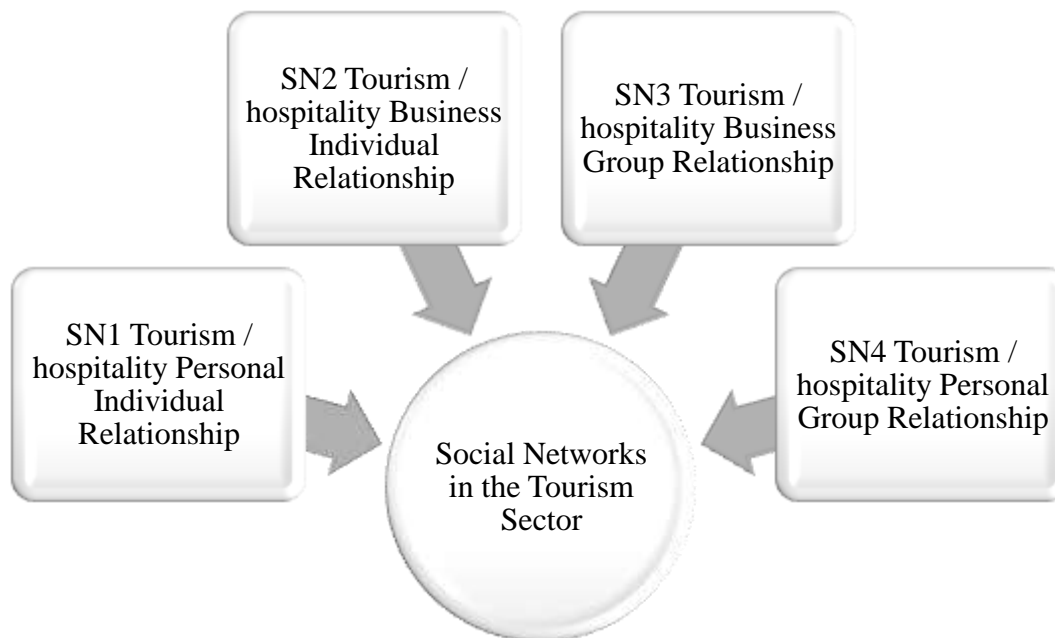 SN2 Tourism /
hospitality Business
Individual
Relationship
SN3 Tourism /
hospitality Business
Group Relationship
SN1 Tourism /
hospitality Personal
Individual
Relationship
SN4 Tourism /
hospitality Personal
Group Relationship
Social Networks
in the Tourism
Sector